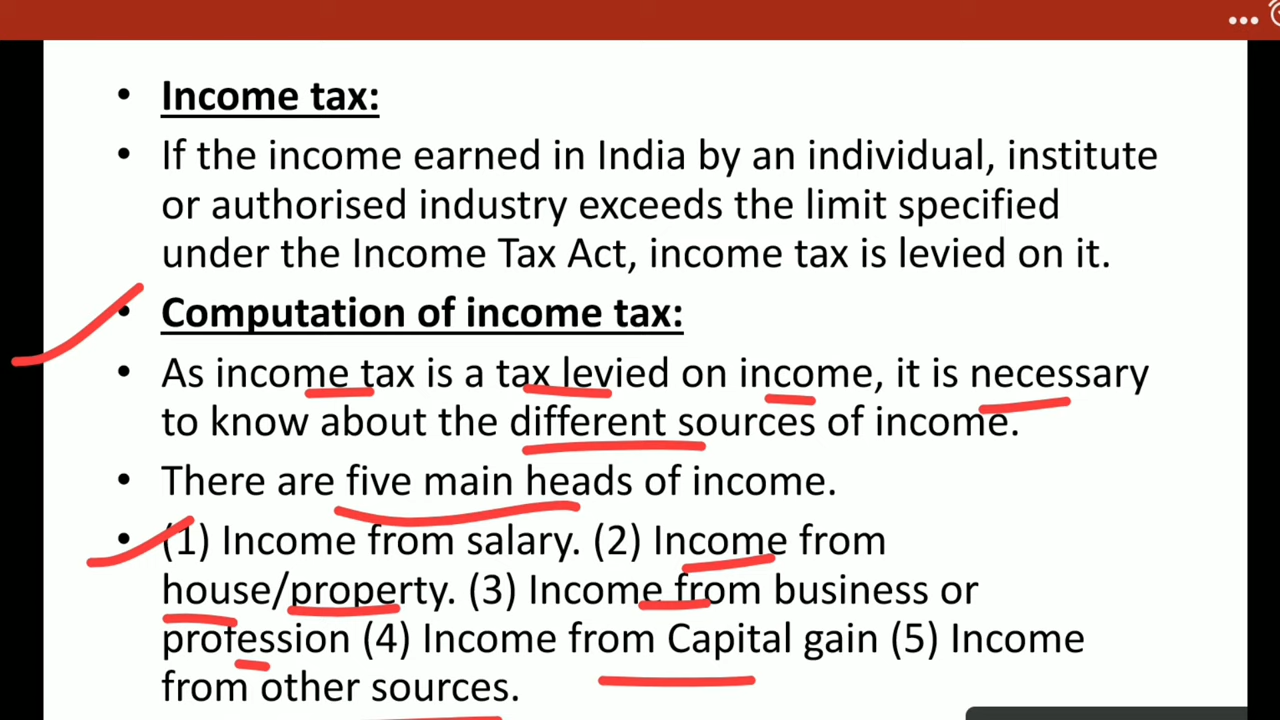 • Income tax:
• If the income earned in India by an individual, institute
or authorised industry exceeds the limit specified
under the Income Tax Act, income tax is levied on it.
• Computation of income tax:
• As income tax is a tax levied on income, it is necessary
to know about the different sources of income.
• There are five main heads of income.
• (1) Income from salary. (2) Income from
house/property. (3) Income from business or
profession (4) Income from Capital gain (5) Income
from other sources.